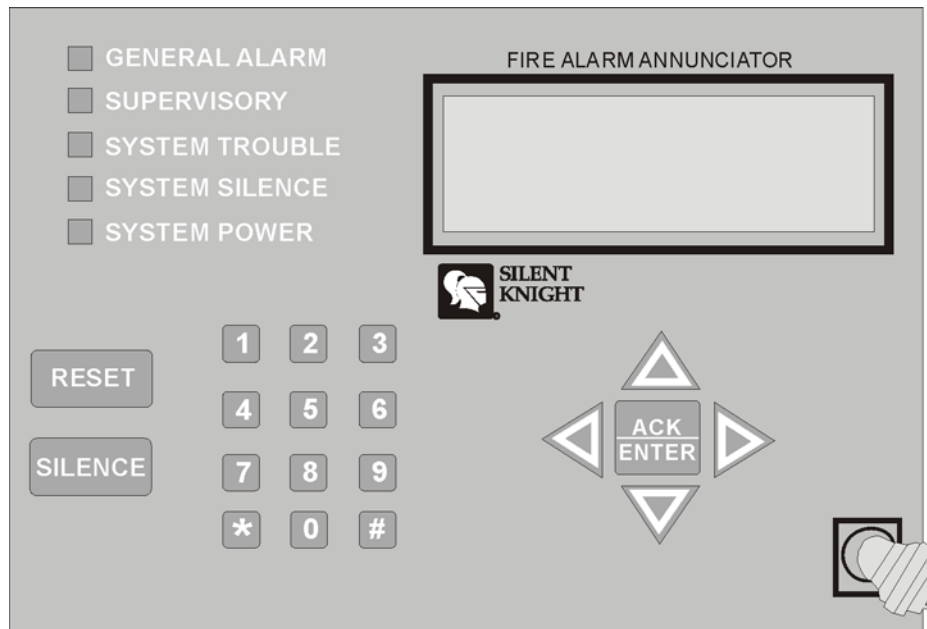 GENERAL ALARM
SUPERVISORY
SYSTEM TROUBLE
SYSTEM SILENCE
SYSTEM POWER
FIRE ALARM ANNUNCIATOR
SILENT
KNIGHT
RESET
SILENCE
1 2 3
4 5 6
7 8 9
* 0 #
ACK
ENTER